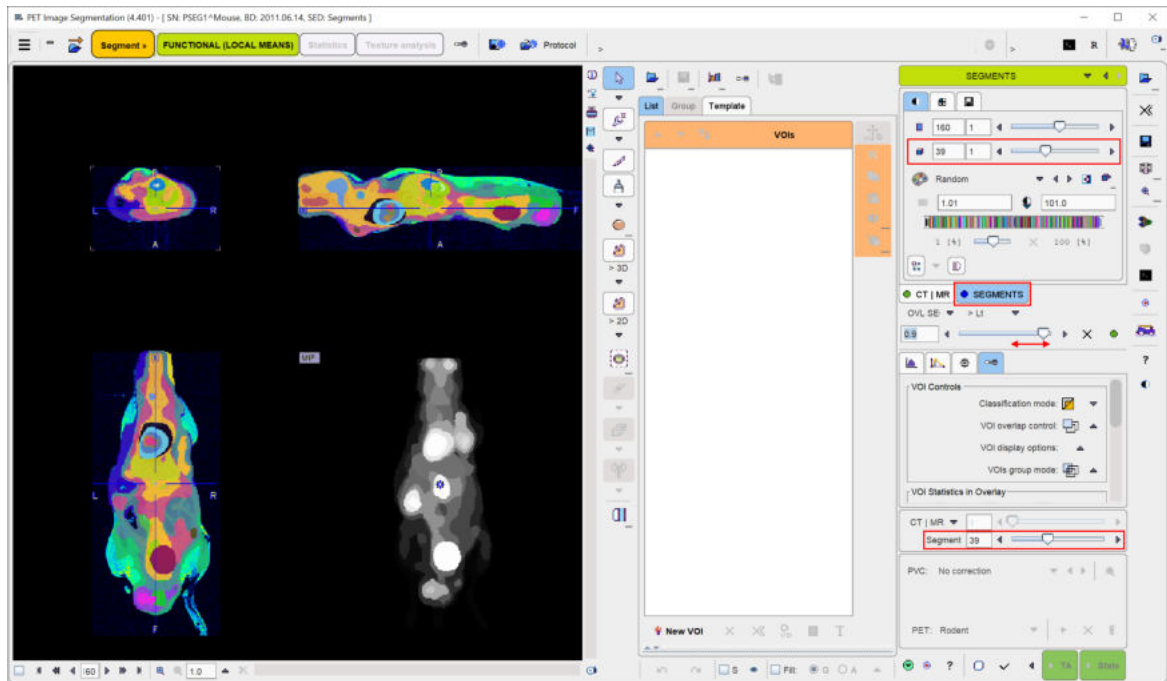 PET Image Segmentation (4.401) - [ SN: PSEG1^Mouse, BD: 2011.06.14, SED: Segments ]
Segment » FUNCTIONAL (LOCAL MEANS) Statistics Texture analysis Protocol » » R
SEGMENTS
List Group Template
VOIs
160 1
39 1
Random
1.01 101.0
1 [%] 100 [%]
L R A
F A
> 3D
> 2D
CT | MR SEGMENTS
OVL SE > Lt
0.9
VOI Controls
Classification mode:
VOI overlap control:
VOI display options:
VOIs group mode:
VOI Statistics in Overlay
L R
F
CT | MR 1
Segment 39
PVC: No correction
New VOI T
PET: Rodent
160 1.0
S Fill: G A ? TA Stats